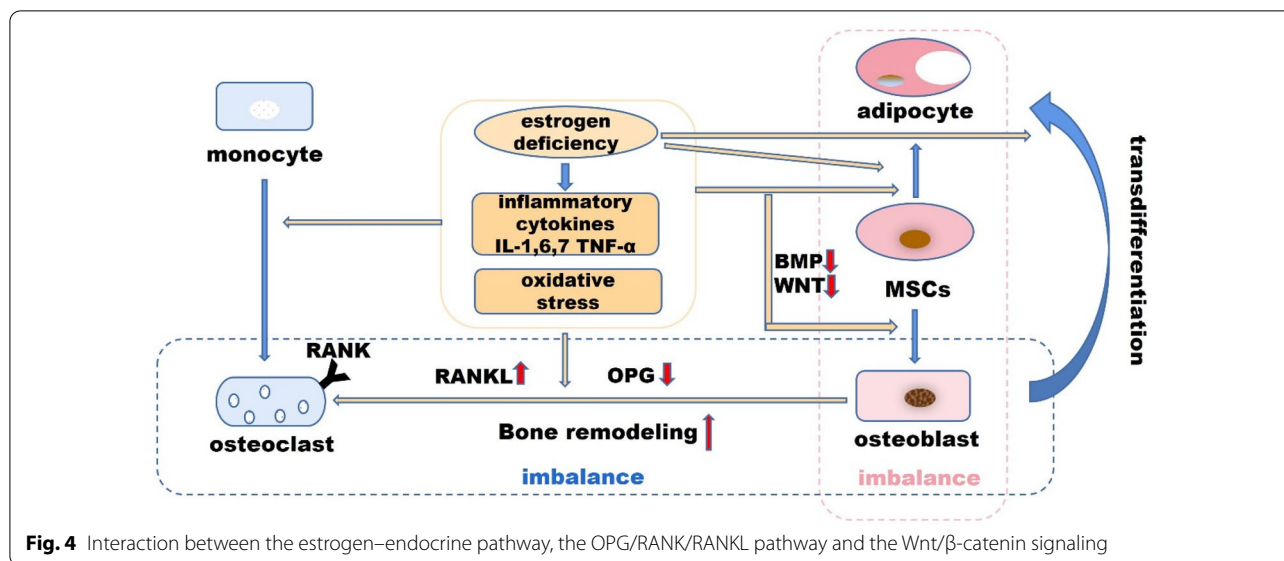 monocyte
estrogen
deficiency
inflammatory
cytokines
IL-1,6,7 TNF-α
oxidative
stress
adipocyte
MSCs
BMP
WNT
transdifferentiation
RANK
osteoclast
RANKL
OPG
Bone remodeling
imbalance
osteoblast
imbalance
Fig. 4 Interaction between the estrogen–endocrine pathway, the OPG/RANK/RANKL pathway and the Wnt/β-catenin signaling